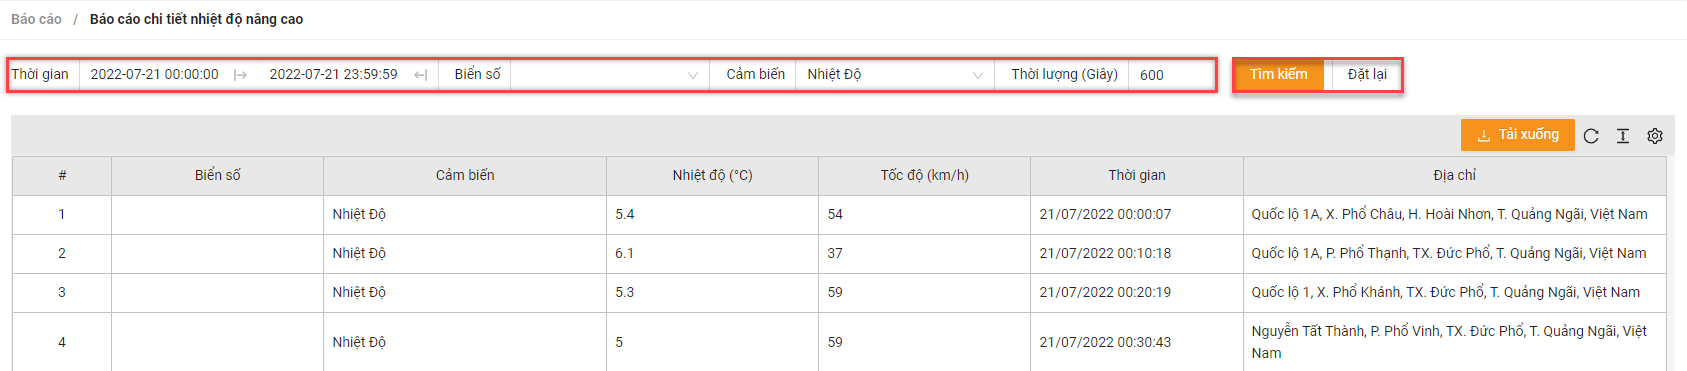 Báo cáo / Báo cáo chi tiết nhiệt độ nâng cao
Thời gian 2022-07-21 00:00:00 2022-07-21 23:59:59 Biển số Cảm biến Nhiệt Độ Thời lượng (Giây) 600 Tìm kiếm Đặt lại
Tải xuống
# Biển số Cảm biến Nhiệt độ (°C) Tốc độ (km/h) Thời gian Địa chỉ
1 Nhiệt Độ 5.4 54 21/07/2022 00:00:07 Quốc lộ 1A, X. Phổ Châu, H. Hoài Nhơn, T. Quảng Ngãi, Việt Nam
2 Nhiệt Độ 6.1 37 21/07/2022 00:10:18 Quốc lộ 1A, P. Phổ Thạnh, TX. Đức Phổ, T. Quảng Ngãi, Việt Nam
3 Nhiệt Độ 5.3 59 21/07/2022 00:20:19 Quốc lộ 1, X. Phổ Khánh, TX. Đức Phổ, T. Quảng Ngãi, Việt Nam
4 Nhiệt Độ 5 59 21/07/2022 00:30:43 Nguyễn Tất Thành, P. Phổ Vinh, TX. Đức Phổ, T. Quảng Ngãi, Việt
Nam